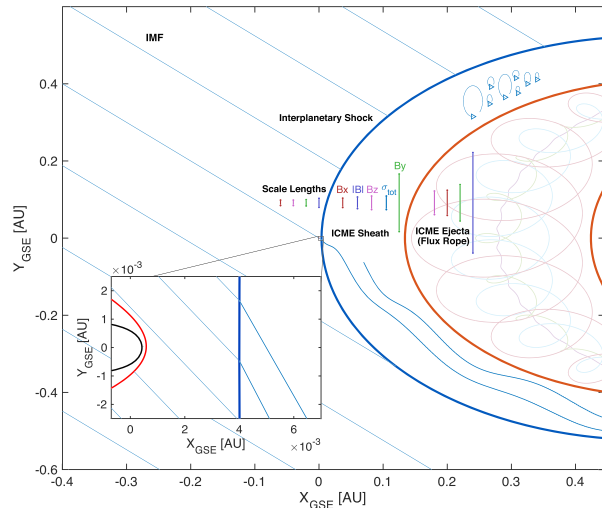 IMF
Interplanetary Shock
Scale Lengths
Bx
IBI
Bz
σtot
By
ICME Sheath
ICME Ejecta
(Flux Rope)
0.4
0.2
0
-0.2
-0.4
-0.6
YGSE [AU]
-0.4
-0.3
-0.2
-0.1
0
0.1
0.2
0.3
0.4
XGSE [AU]
×10-3
2
0
-2
YGSE [AU]
0
2
4
6
XGSE [AU]
×10-3